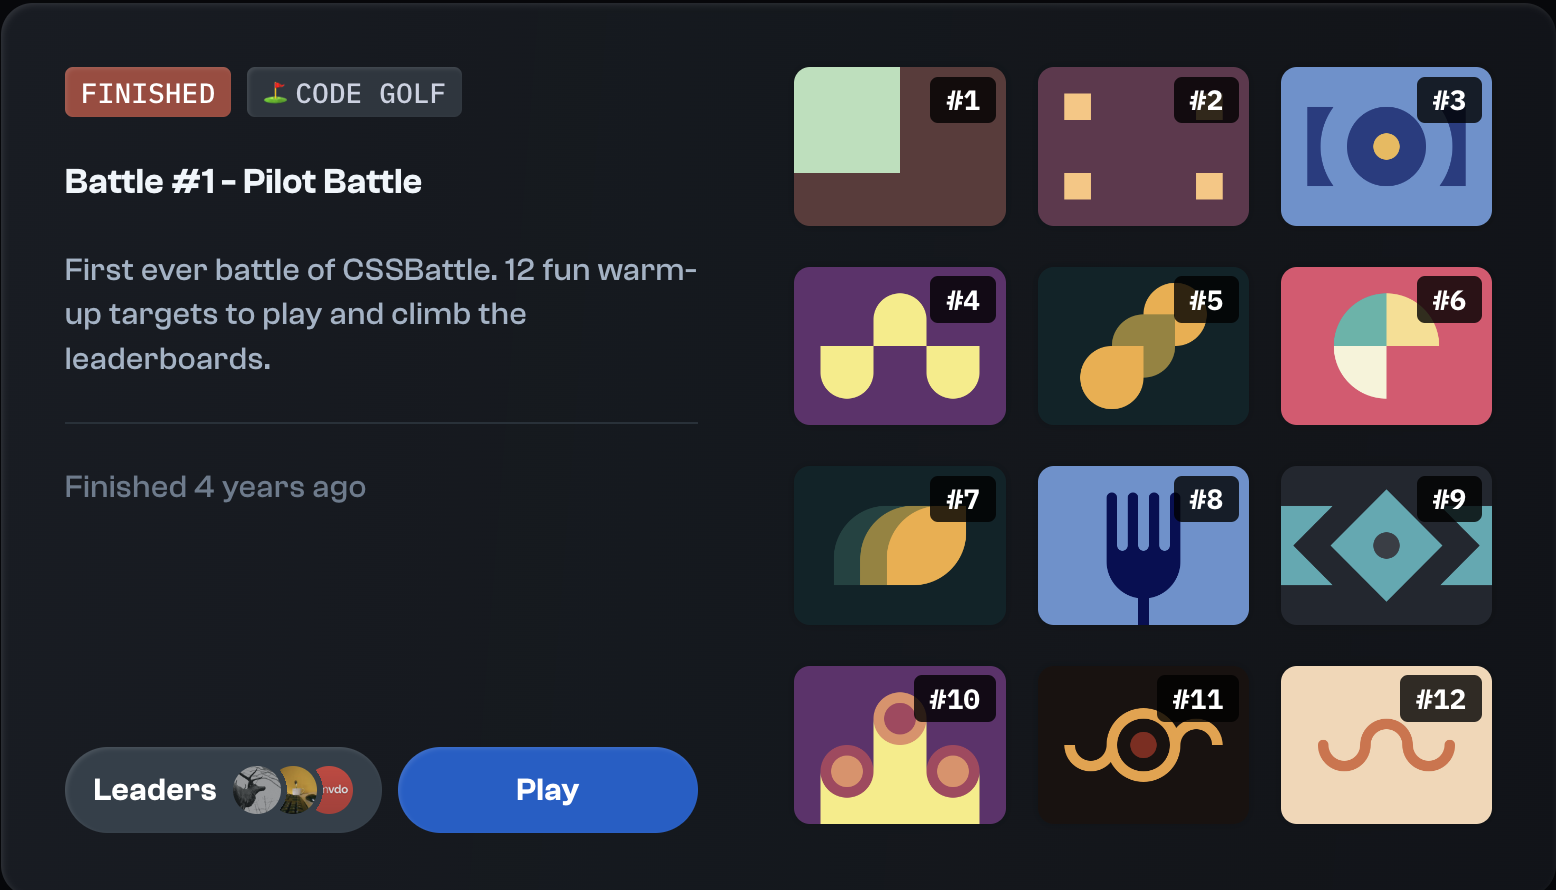 FINISHED
CODE GOLF
Battle #1 - Pilot Battle
First ever battle of CSSBattle. 12 fun warm-
up targets to play and climb the
leaderboards.
Finished 4 years ago
Leaders
nvdo
Play
#1
#2
#3
#4
#5
#6
#7
#8
#9
#10
#11
#12